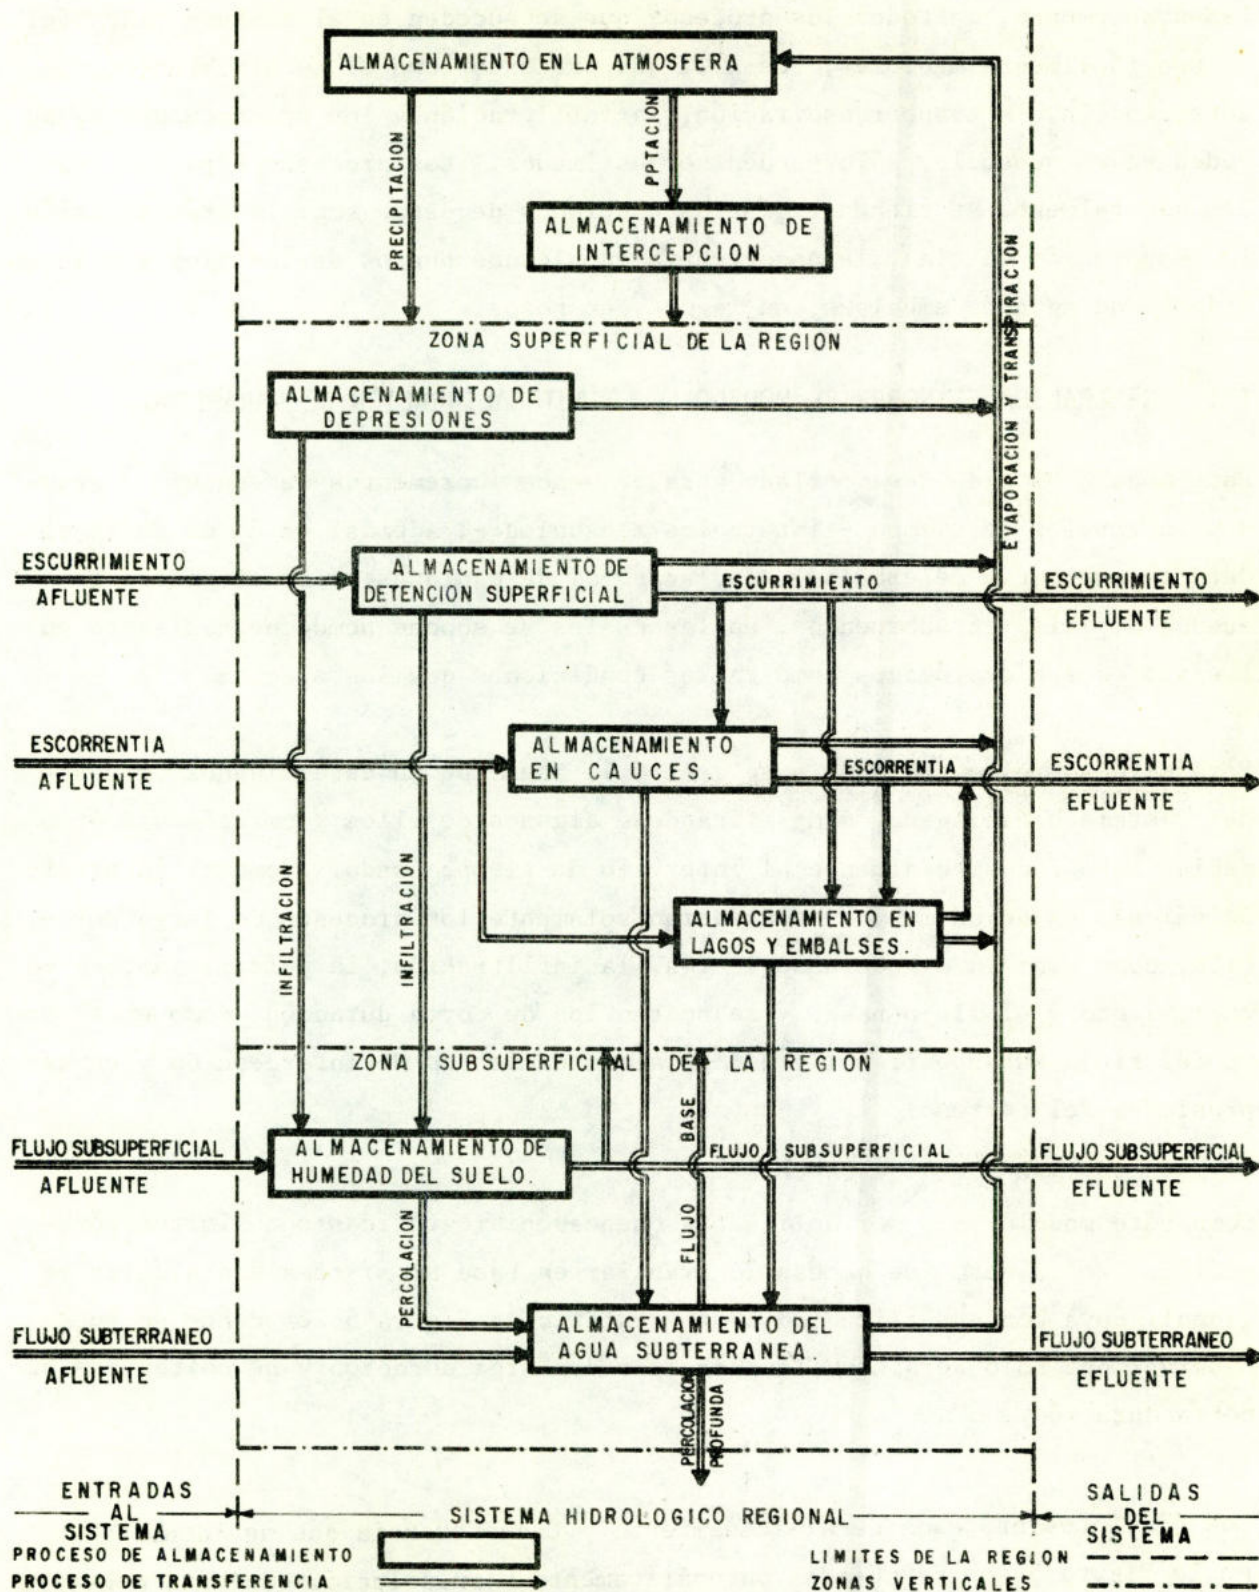 ALMACENAMIENTO EN LA ATMOSFERA
PRECIPITACION
PPTACION
ALMACENAMIENTO DE
INTERCEPCION
EVAPORACION TRANSPIRACION
ZONA SUPERFICIAL DE LA REGION
ALMACENAMIENTO DE
DEPRESIONES
ESCURRIMIENTO
AFLUENTE
ALMACENAMIENTO DE
DETENCION SUPERFICIAL
ESCURRIMIENTO
ESCURRIMIENTO
EFLUENTE
ESCORRENTIA
AFLUENTE
ALMACENAMIENTO
EN CAUCES.
ESCORRENTIA
ESCORRENTIA
EFLUENTE
INFILTRACION
INFILTRACION
ALMACENAMIENTO EN
LAGOS Y EMBALSES.
ZONA SUBSUPERFICIAL DE LA REGION
FLUJO SUBSUPERFICIAL
AFLUENTE
ALMACENAMIENTO DE
HUMEDAD DEL SUELO.
FLUJO BASE
FLUJO SUBSUPERFICIAL
FLUJO SUBSUPERFICIAL
EFLUENTE
PERCOLACION
FLUJO SUBTERRANEO
AFLUENTE
ALMACENAMIENTO DEL
AGUA SUBTERRANEA.
FLUJO SUBTERRANEO
EFLUENTE
PERCOLACION
PROFUNDA
ENTRADAS
AL
SISTEMA
SISTEMA HIDROLOGICO REGIONAL
SALIDAS
DEL
SISTEMA
PROCESO DE ALMACENAMIENTO
PROCESO DE TRANSFERENCIA
LIMITES DE LA REGION
ZONAS VERTICALES